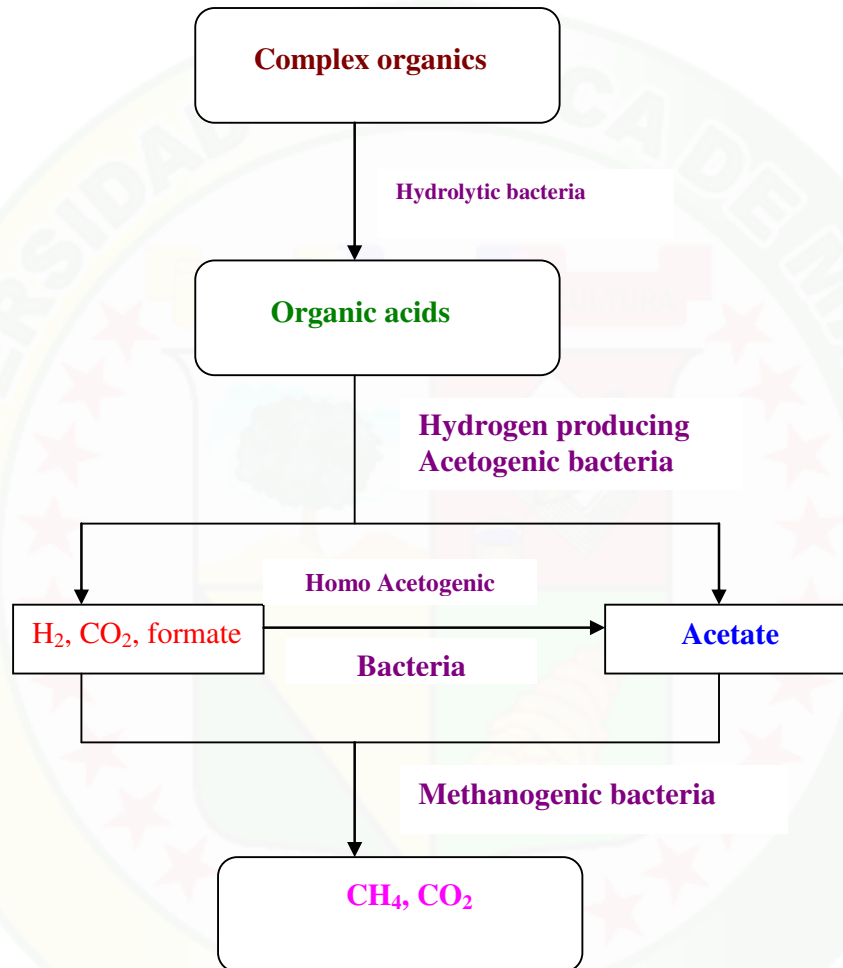 Complex organics
Hydrolytic bacteria
Organic acids
Hydrogen producing
Acetogenic bacteria
Homo Acetogenic
H₂, CO₂, formate
Acetate
Bacteria
Methanogenic bacteria
CH₄, CO₂